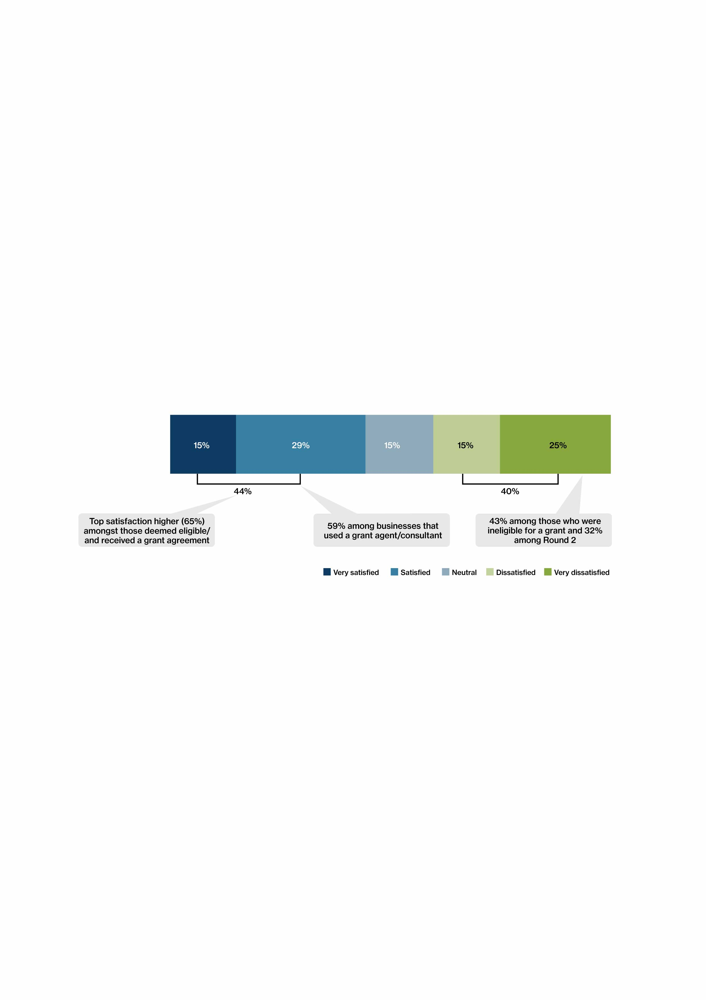 15%
29%
15%
15%
25%
44%
40%
Top satisfaction higher (65%)
amongst those deemed eligible/
and received a grant agreement
59% among businesses that
used a grant agent/consultant
43% among those who were
ineligible for a grant and 32%
among Round 2
Very satisfied
Satisfied
Neutral
Dissatisfied
Very dissatisfied